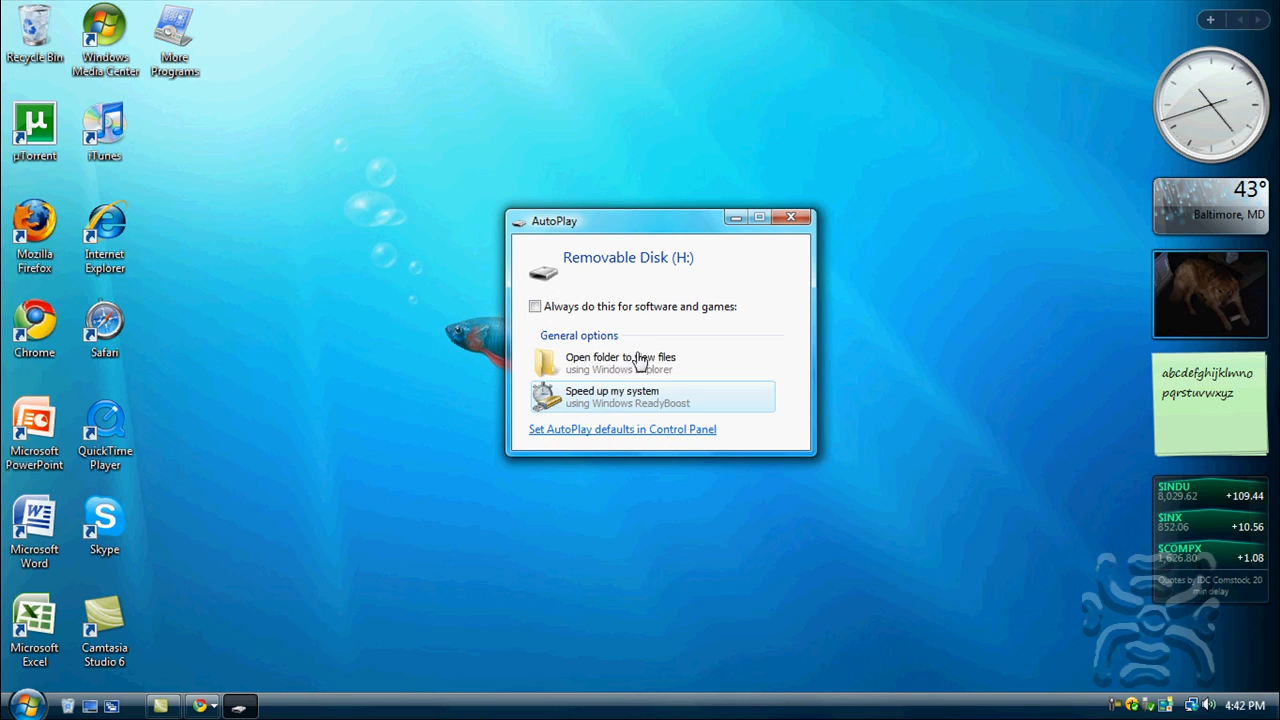 Recycle Bin
Windows
Media Center
More
Programs
µTorrent
iTunes
Mozilla
Firefox
Internet
Explorer
Chrome
Safari
Microsoft
PowerPoint
QuickTime
Player
Microsoft
Word
Skype
Microsoft
Excel
Camtasia
Studio 6
AutoPlay
Removable Disk (H:)
Always do this for software and games:
General options
Open folder to view files
using Windows Explorer
Speed up my system
using Windows ReadyBoost
Set AutoPlay defaults in Control Panel
43°
Baltimore, MD
abcdefghijklmno
pqrstuvwxyz
$INDU
8,029.62 +109.44
$INX
852.06 +10.56
$COMPX
1,626.80 +1.08
Quotes by IDC Comstock, 20
min delay
4:42 PM